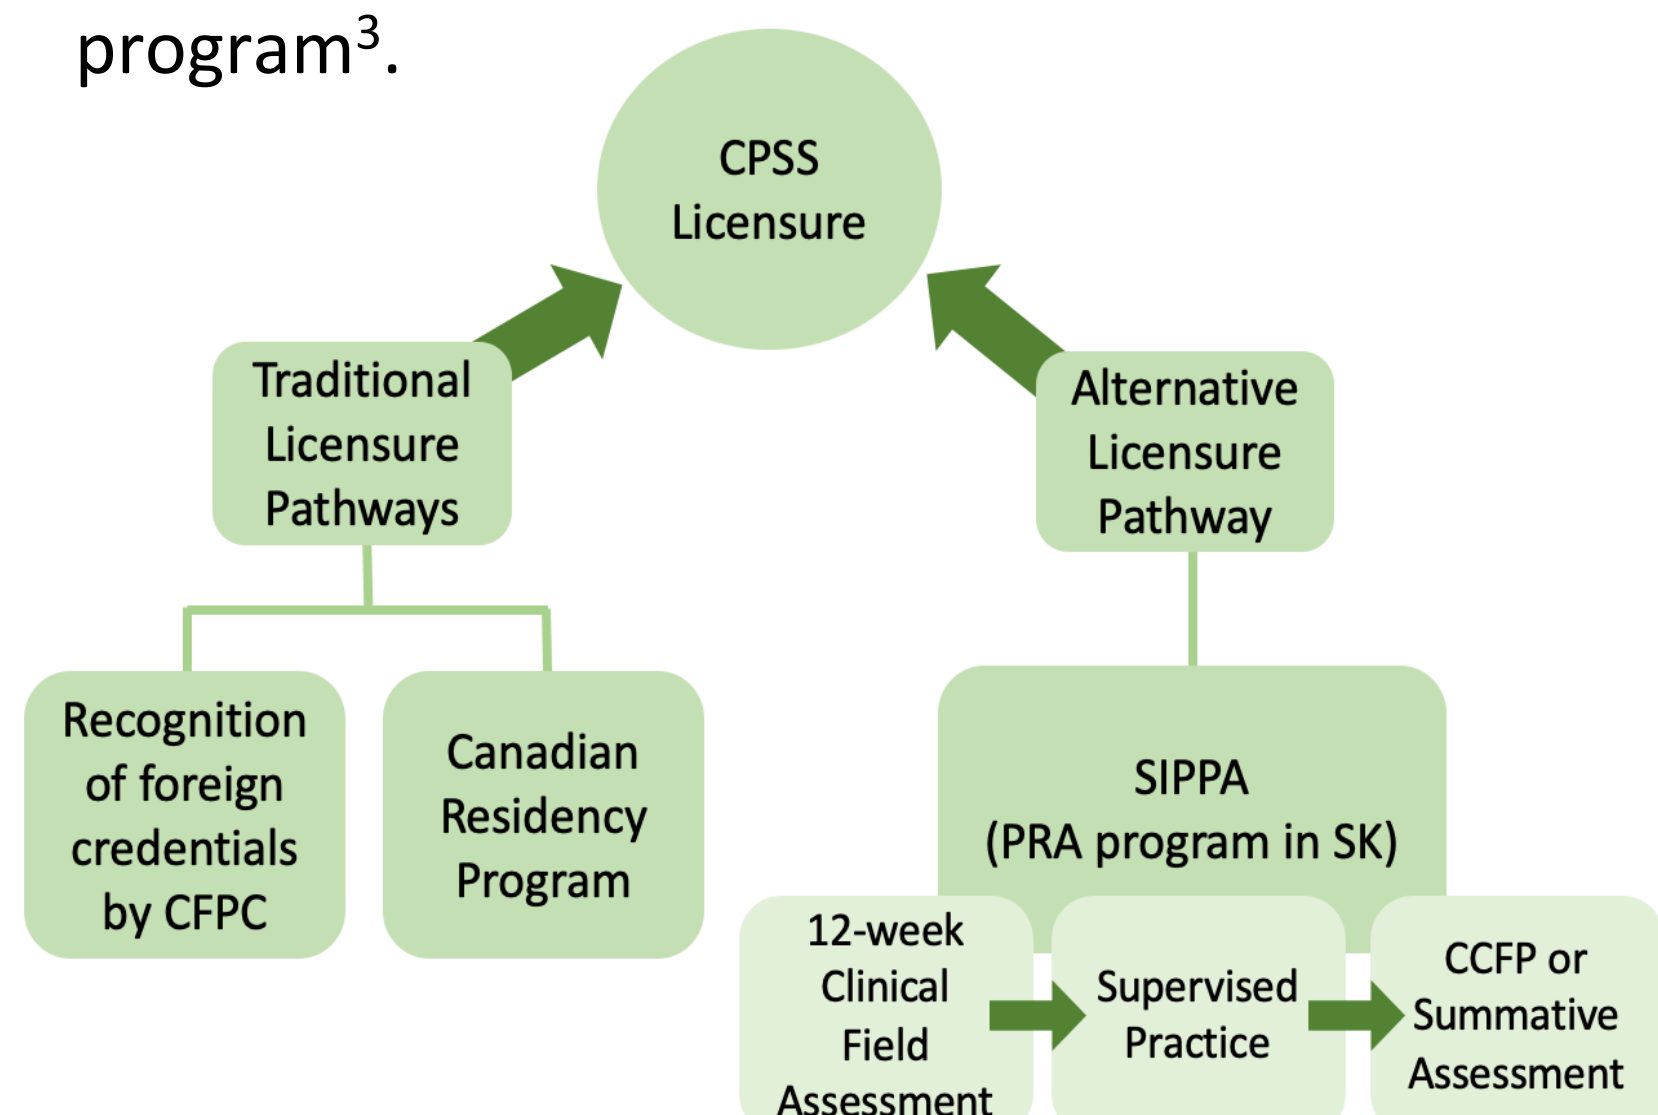 program³.
CPSS
Licensure
Traditional
Licensure
Pathways
Alternative
Licensure
Pathway
Recognition
of foreign
credentials
by CFPC
Canadian
Residency
Program
SIPPA
(PRA program in SK)
12-week
Clinical
Field
Assessment
Supervised
Practice
CCFP or
Summative
Assessment